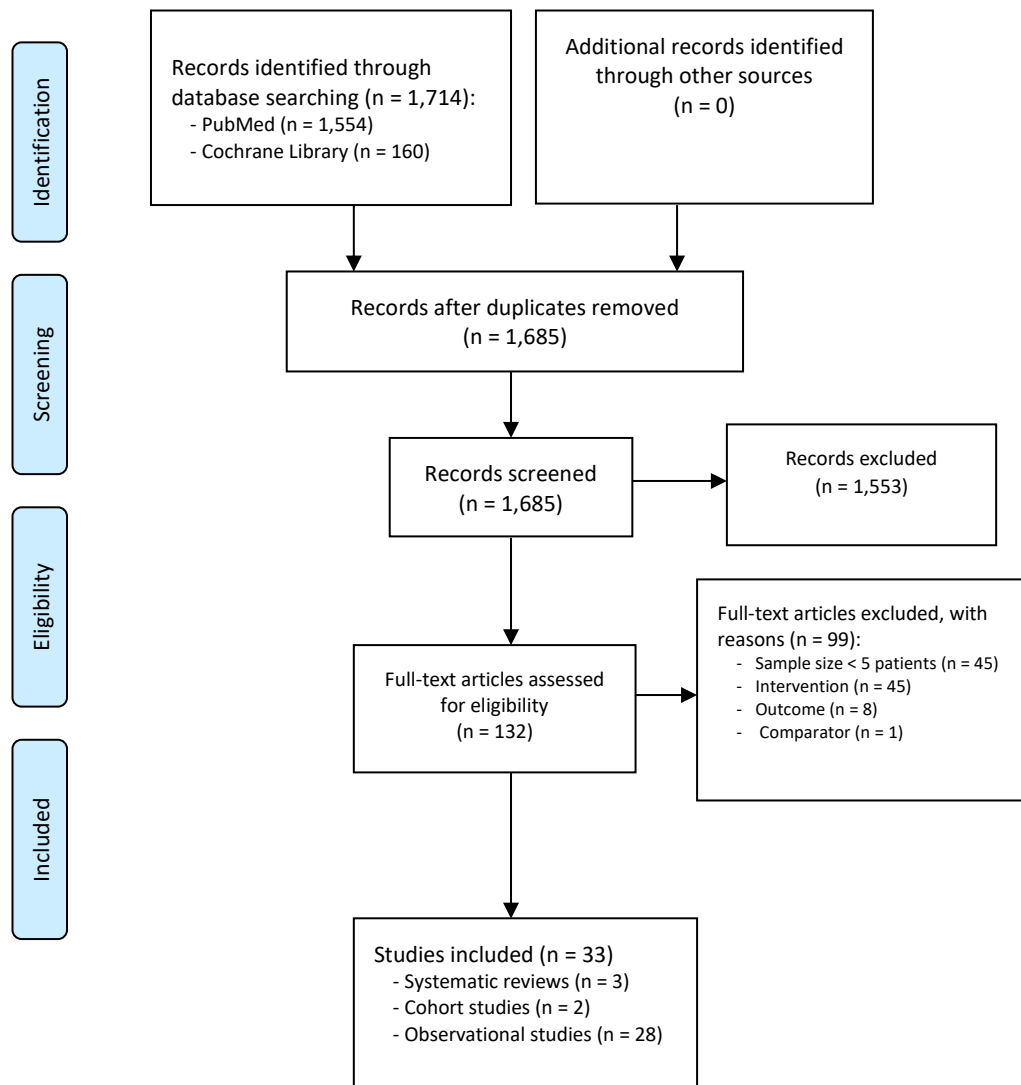 Identification
Records identified through
database searching (n = 1,714):
- PubMed (n = 1,554)
- Cochrane Library (n = 160)
Additional records identified
through other sources
(n = 0)
Screening
Records after duplicates removed
(n = 1,685)
Records screened
(n = 1,685)
Records excluded
(n = 1,553)
Eligibility
Full-text articles assessed
for eligibility
(n = 132)
Full-text articles excluded, with
reasons (n = 99):
- Sample size < 5 patients (n = 45)
- Intervention (n = 45)
- Outcome (n = 8)
- Comparator (n = 1)
Included
Studies included (n = 33)
- Systematic reviews (n = 3)
- Cohort studies (n = 2)
- Observational studies (n = 28)